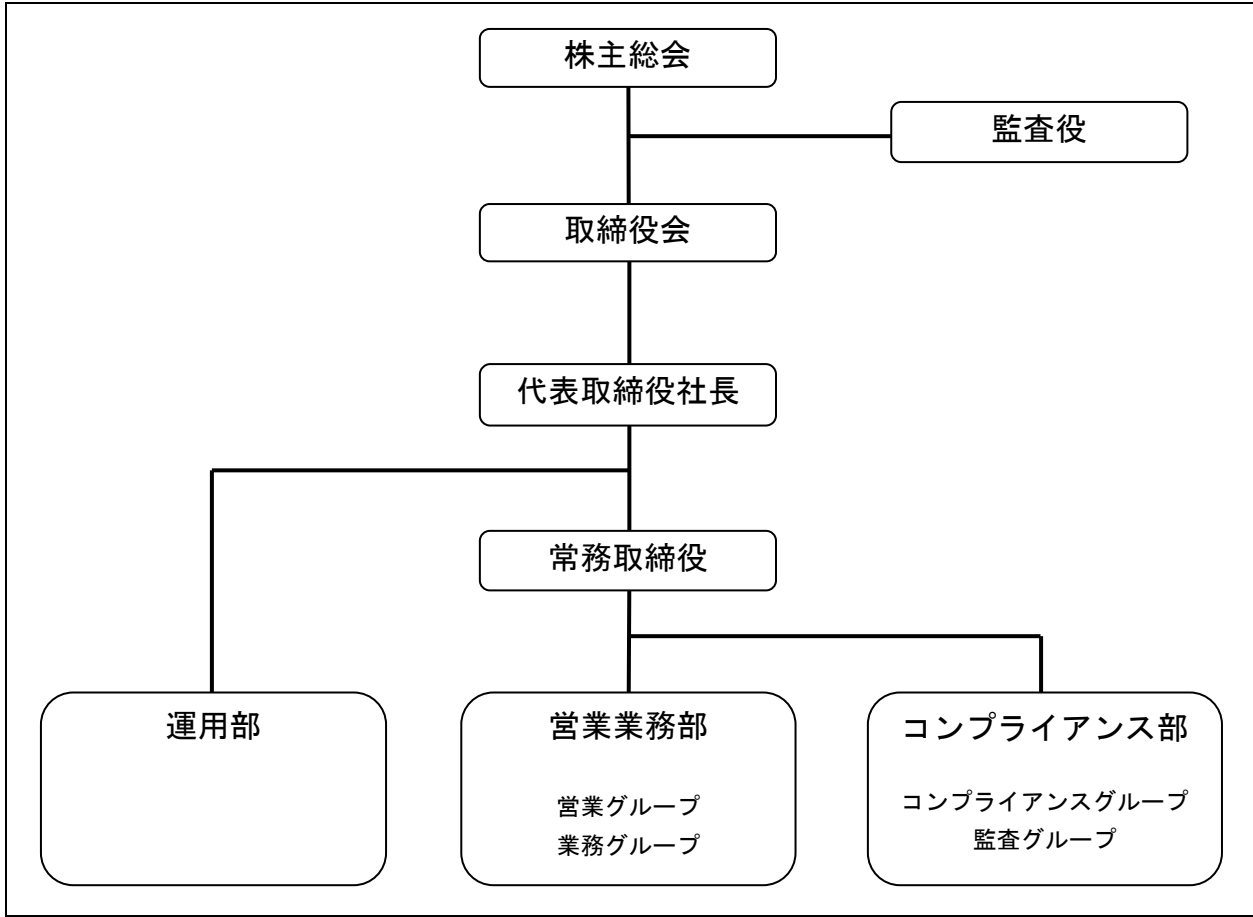 株主総会
監査役
取締役会
代表取締役社長
常務取締役
運用部
営業業務部
営業グループ
業務グループ
コンプライアンス部
コンプライアンスグループ
監査グループ